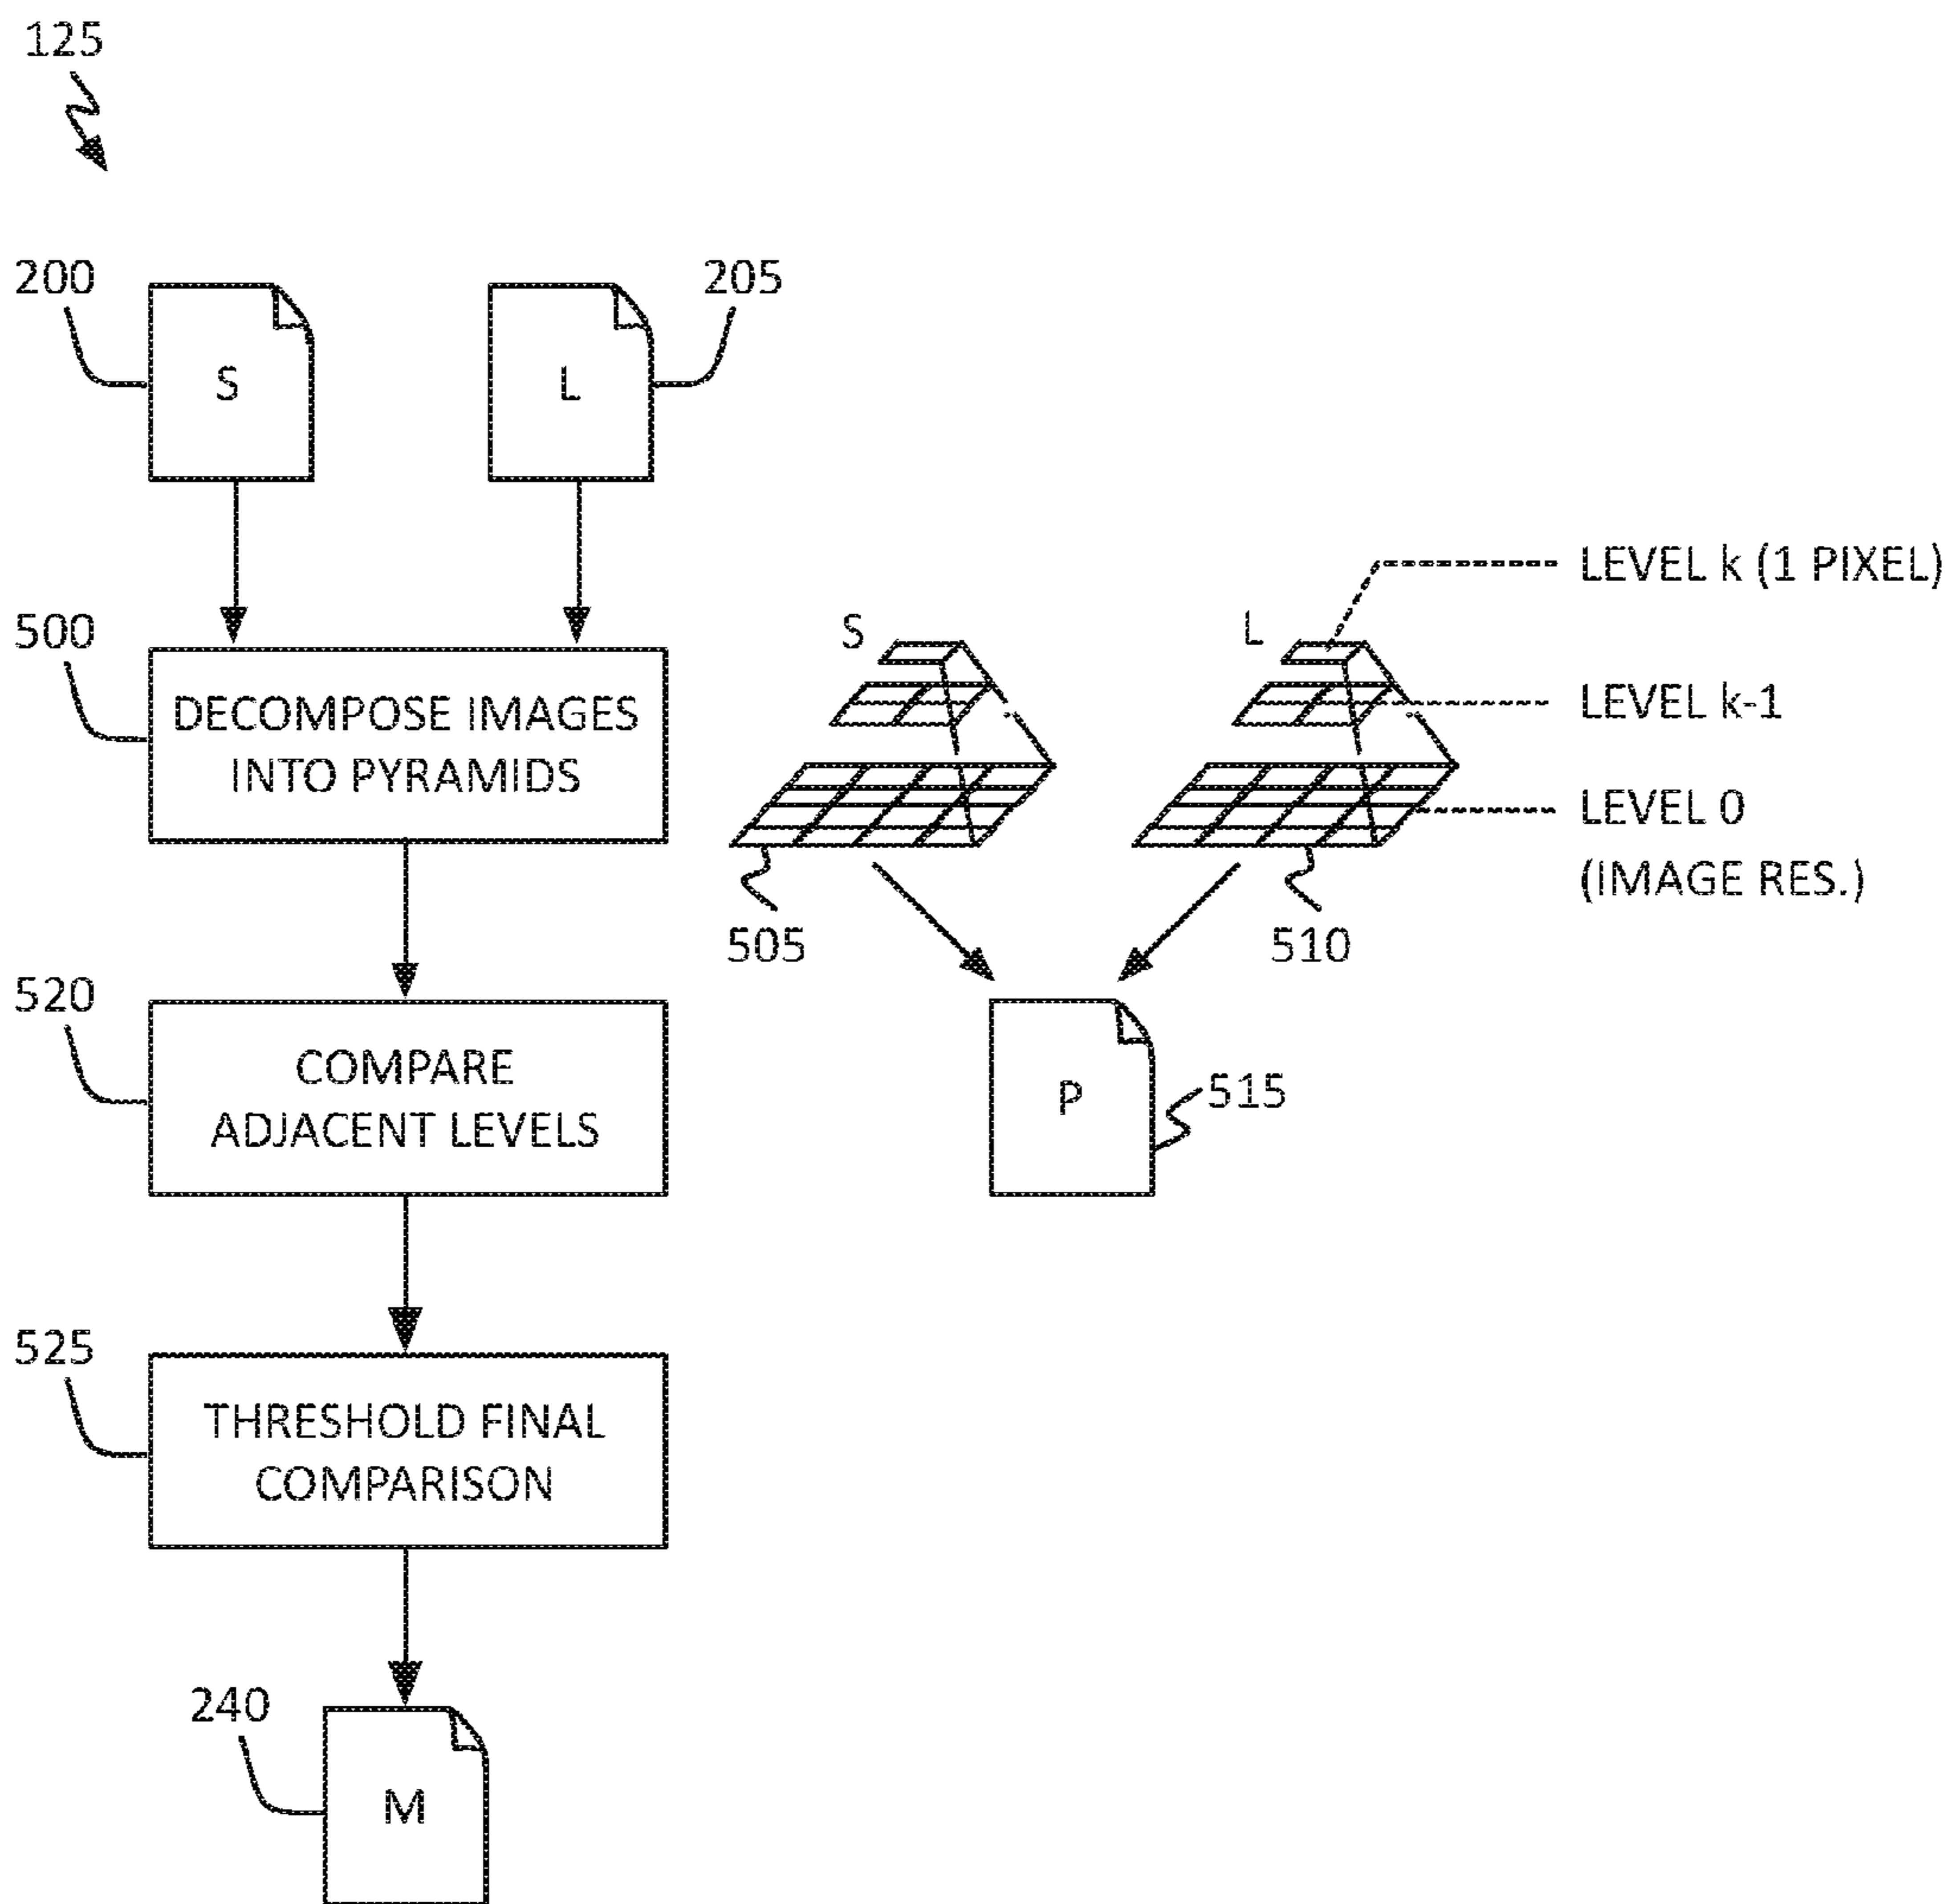 125
200
S
L
205
500
DECOMPOSE IMAGES
INTO PYRAMIDS
S
L
LEVEL k (1 PIXEL)
LEVEL k-1
LEVEL 0
(IMAGE RES.)
505
510
520
COMPARE
ADJACENT LEVELS
P
515
525
THRESHOLD FINAL
COMPARISON
240
M